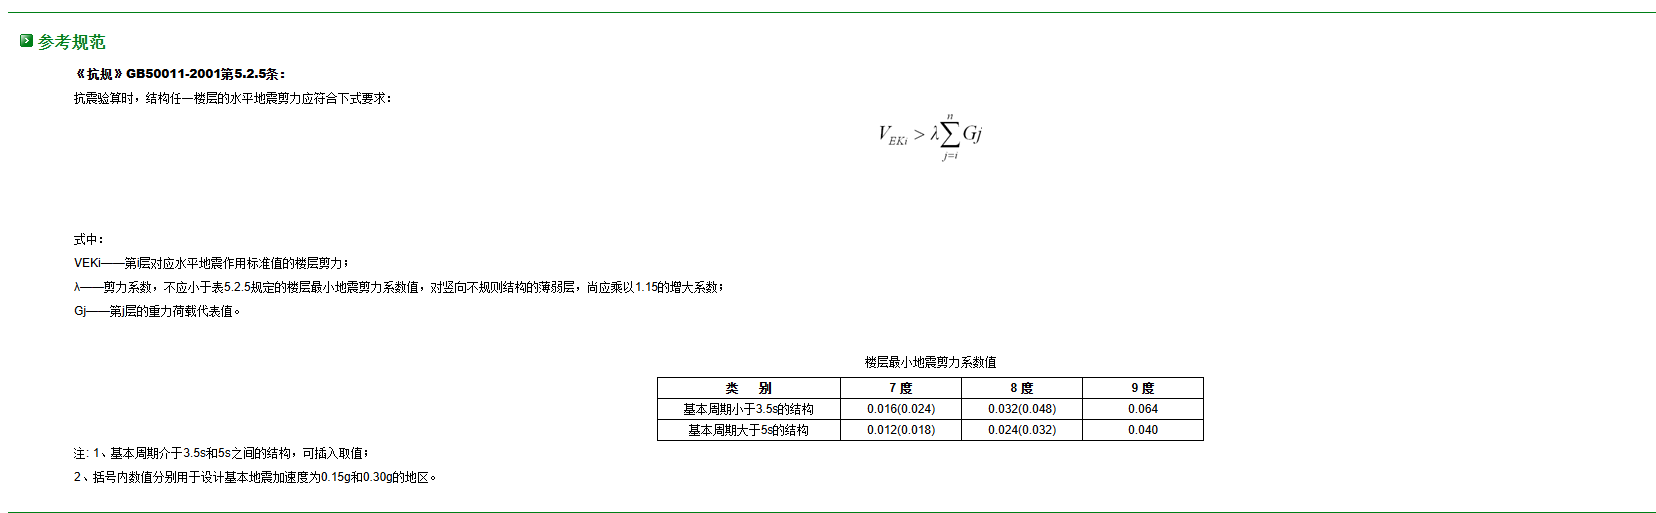 参考规范
《抗规》GB50011-2001第5.2.5条：
抗震验算时，结构任一楼层的水平地震剪力应符合下式要求：
V_{EKi} > λ∑_{j=i}^{n}Gj
式中：
VEKi——第i层对应水平地震作用标准值的楼层剪力；
λ——剪力系数，不应小于表5.2.5规定的楼层最小地震剪力系数值，对竖向不规则结构的薄弱层，尚应乘以1.15的增大系数；
Gj——第j层的重力荷载代表值。
楼层最小地震剪力系数值
类 别 7 度 8 度 9 度
基本周期小于3.5s的结构 0.016(0.024) 0.032(0.048) 0.064
基本周期大于5s的结构 0.012(0.018) 0.024(0.032) 0.040
注: 1、基本周期介于3.5s和5s之间的结构，可插入取值；
2、括号内数值分别用于设计基本地震加速度为0.15g和0.30g的地区。